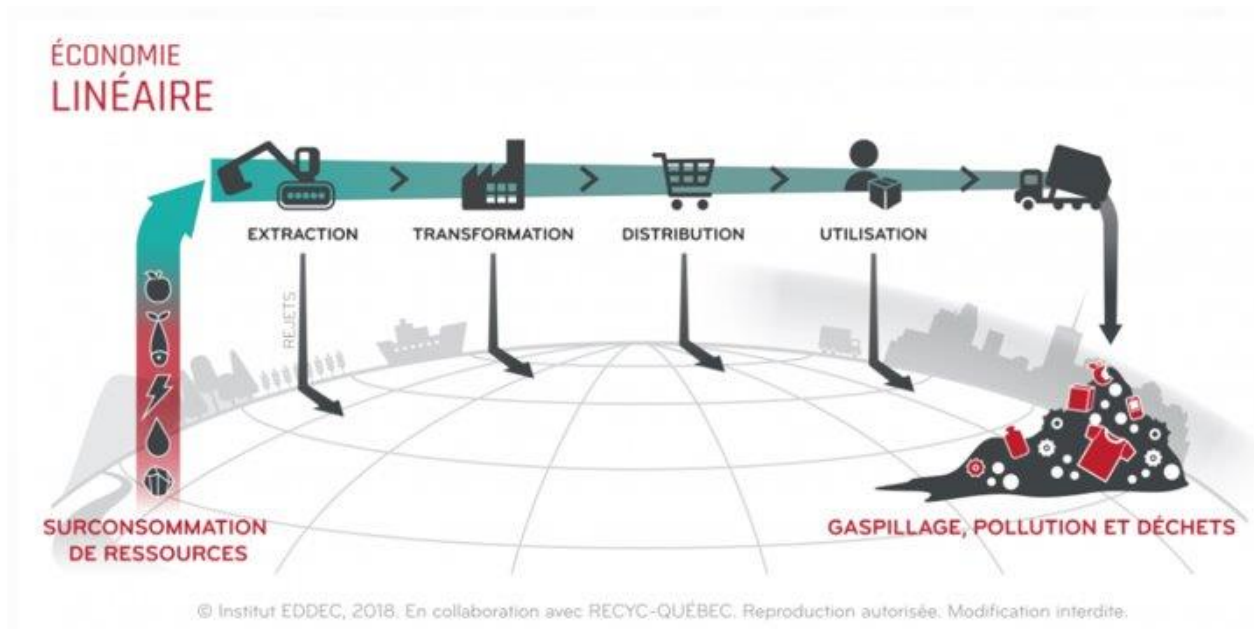 ÉCONOMIE
LINÉAIRE
EXTRACTION
TRANSFORMATION
DISTRIBUTION
UTILISATION
REJETS
SURCONSOMMATION
DE RESSOURCES
GASPILLAGE, POLLUTION ET DÉCHETS
© Institut EDDEC, 2018. En collaboration avec RECYC-QUÉBEC. Reproduction autorisée. Modification interdite.